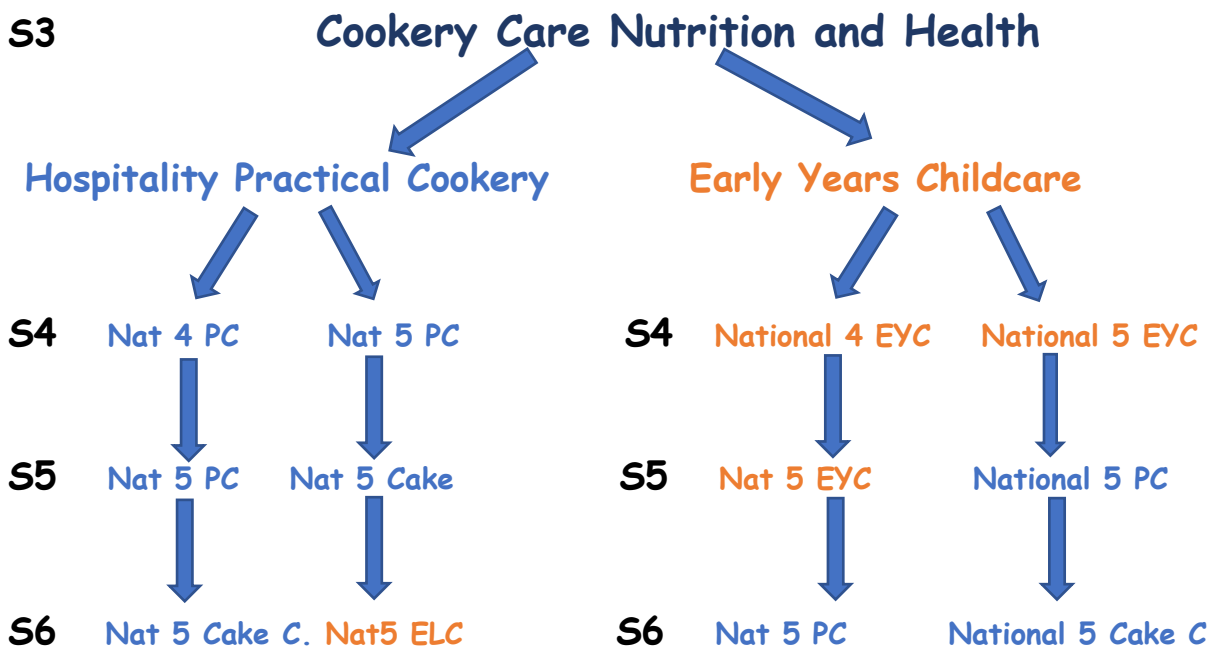 S3 Cookery Care Nutrition and Health
Hospitality Practical Cookery Early Years Childcare
S4 Nat 4 PC Nat 5 PC S4 National 4 EYC National 5 EYC
S5 Nat 5 PC Nat 5 Cake S5 Nat 5 EYC National 5 PC
S6 Nat 5 Cake C. Nat5 ELC S6 Nat 5 PC National 5 Cake C